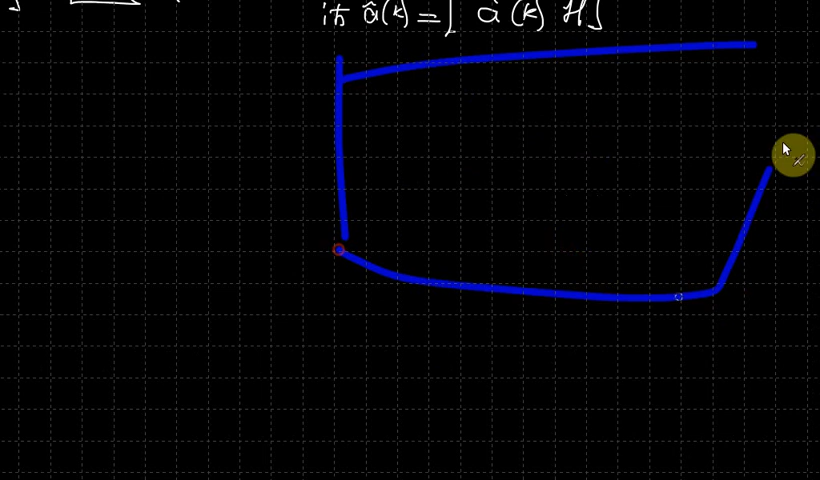 iħ â(k) = [ â(k) H]